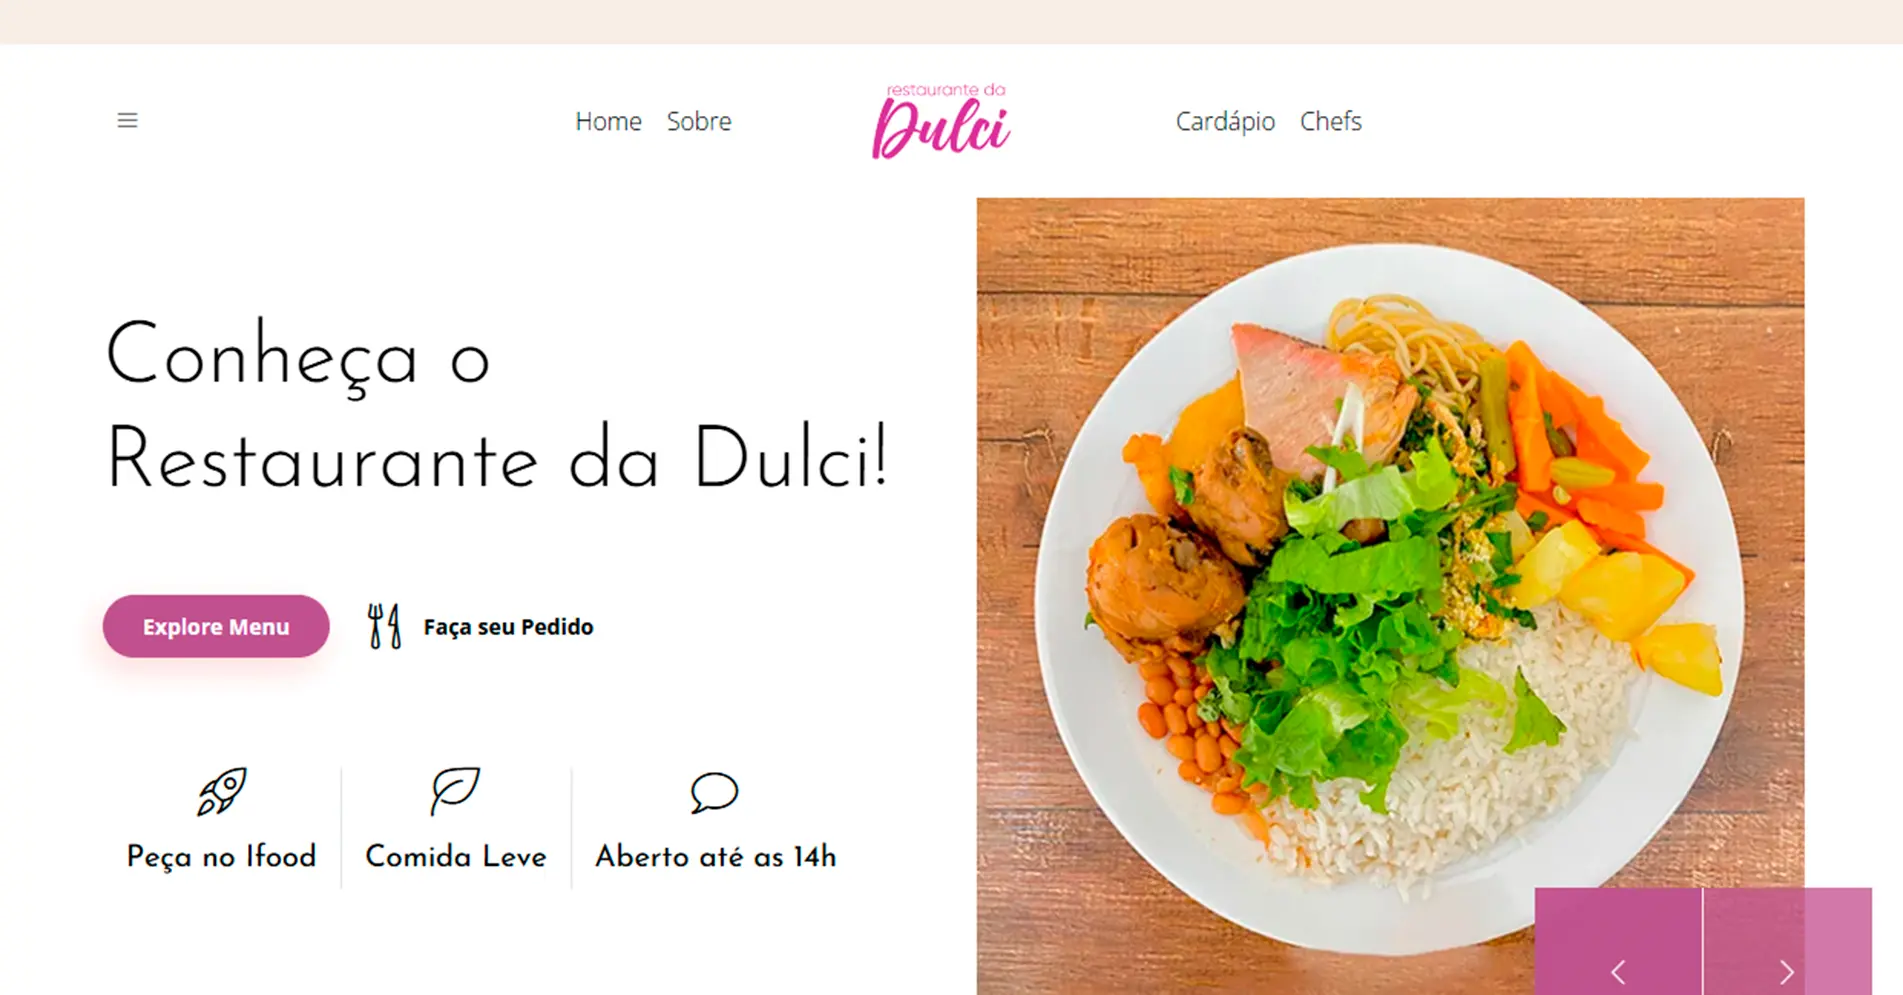 Home Sobre
restaurante da
Dulci
Cardápio Chefs
Conheça o
Restaurante da Dulci!
Explore Menu
Faça seu Pedido
Peça no Ifood
Comida Leve
Aberto até as 14h